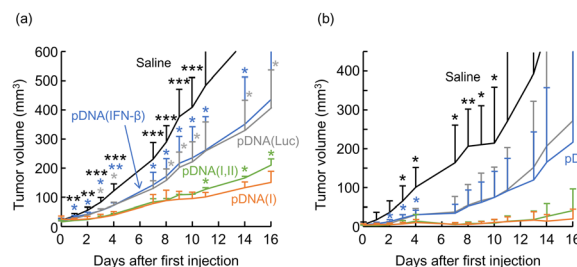 (a)
600
500
400
300
200
100
0
Tumor volume (mm³)
Saline
pDNA(IFN-β)
pDNA(Luc)
pDNA(I,II)
pDNA(I)
** *** *** *** *** *** *** ***
* * * ** * * * * * * *
* * * * * * * *
* * *
0 2 4 6 8 10 12 14 16
Days after first injection
(b)
400
300
200
100
50
0
Tumor volume (mm³)
Saline
* * * ** * *
* *
pD
0 2 4 6 8 10 12 14 16
Days after first injection